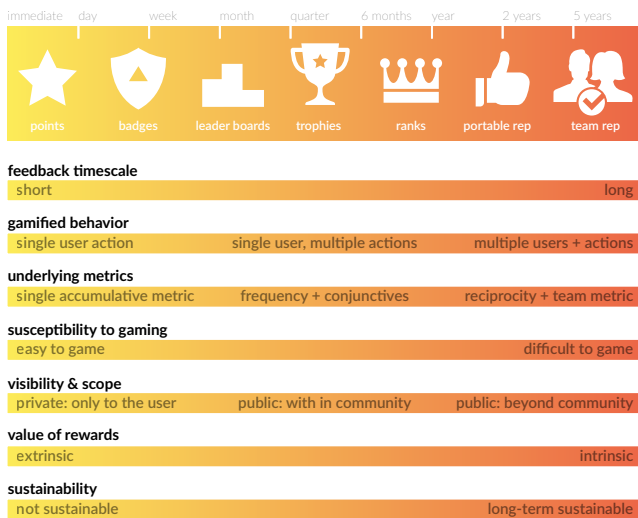 immediate day week month quarter 6 months year 2 years 5 years
points badges leader boards trophies ranks portable rep team rep
feedback timescale
short long
gamified behavior
single user action single user, multiple actions multiple users + actions
underlying metrics
single accumulative metric frequency + conjunctives reciprocity + team metric
susceptibility to gaming
easy to game difficult to game
visibility & scope
private: only to the user public: with in community public: beyond community
value of rewards
extrinsic intrinsic
sustainability
not sustainable long-term sustainable